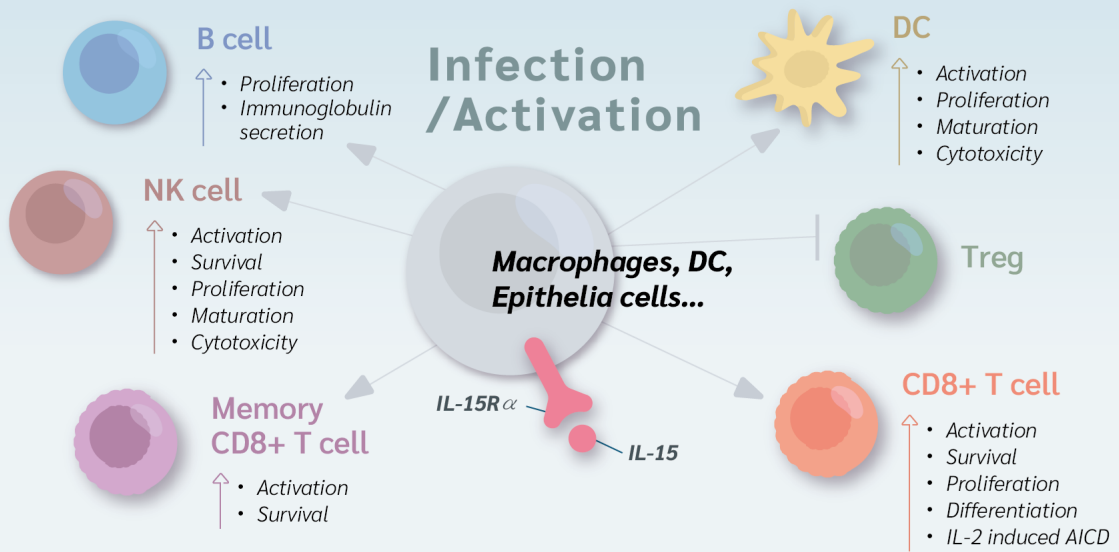 Infection
/Activation
B cell
• Proliferation
• Immunoglobulin
secretion
NK cell
• Activation
• Survival
• Proliferation
• Maturation
• Cytotoxicity
Memory
CD8+ T cell
• Activation
• Survival
Macrophages, DC,
Epithelia cells...
IL-15Rα
IL-15
DC
• Activation
• Proliferation
• Maturation
• Cytotoxicity
Treg
CD8+ T cell
• Activation
• Survival
• Proliferation
• Differentiation
• IL-2 induced AICD